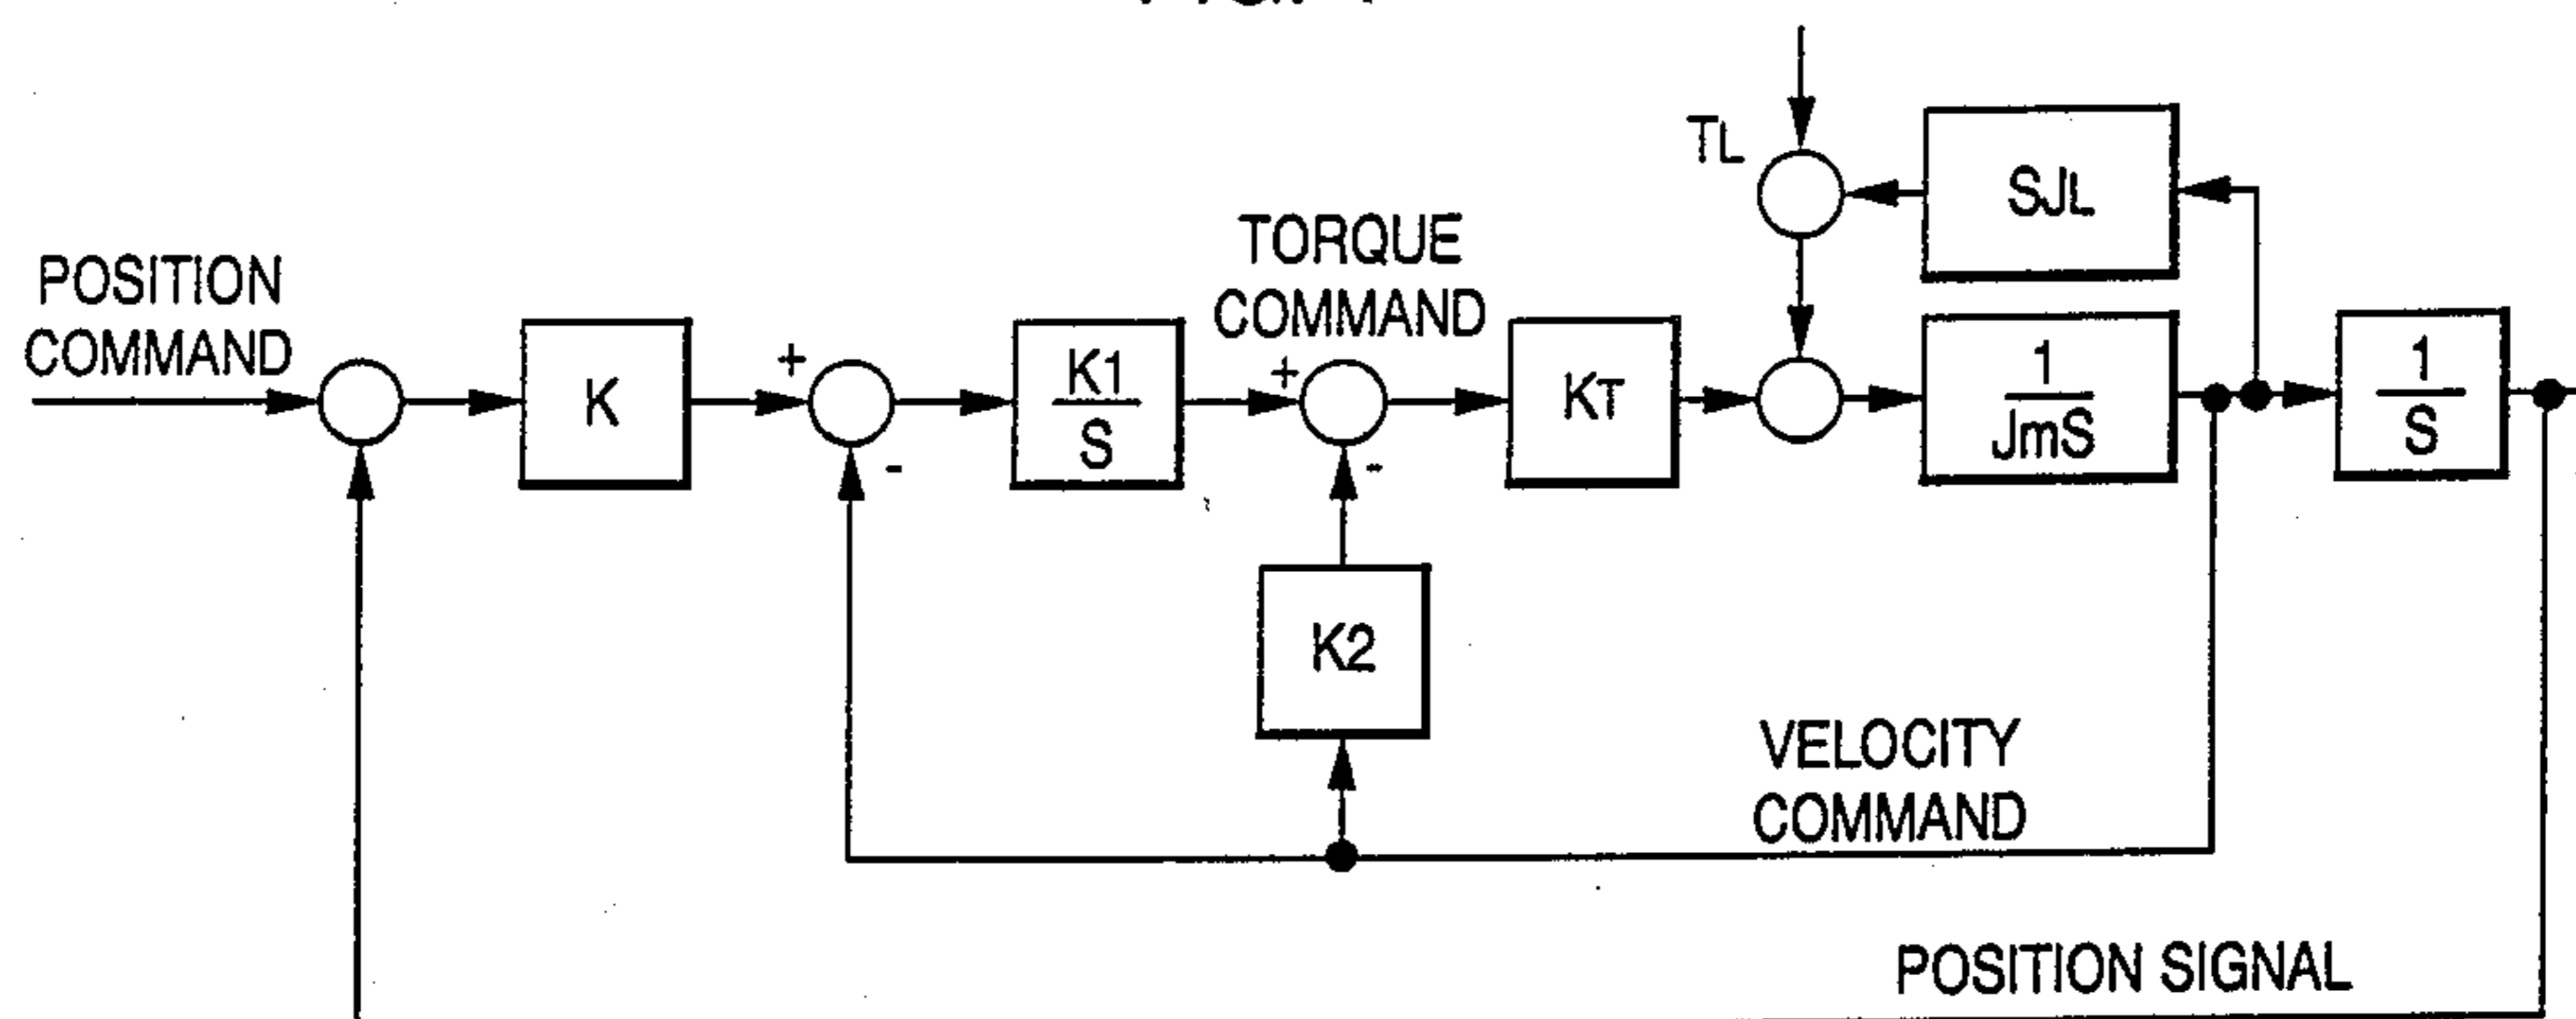 TL
SJL
POSITION
COMMAND
TORQUE
COMMAND
K
+
-
K1
S
+
-
KT
1
JmS
1
S
K2
VELOCITY
COMMAND
POSITION SIGNAL